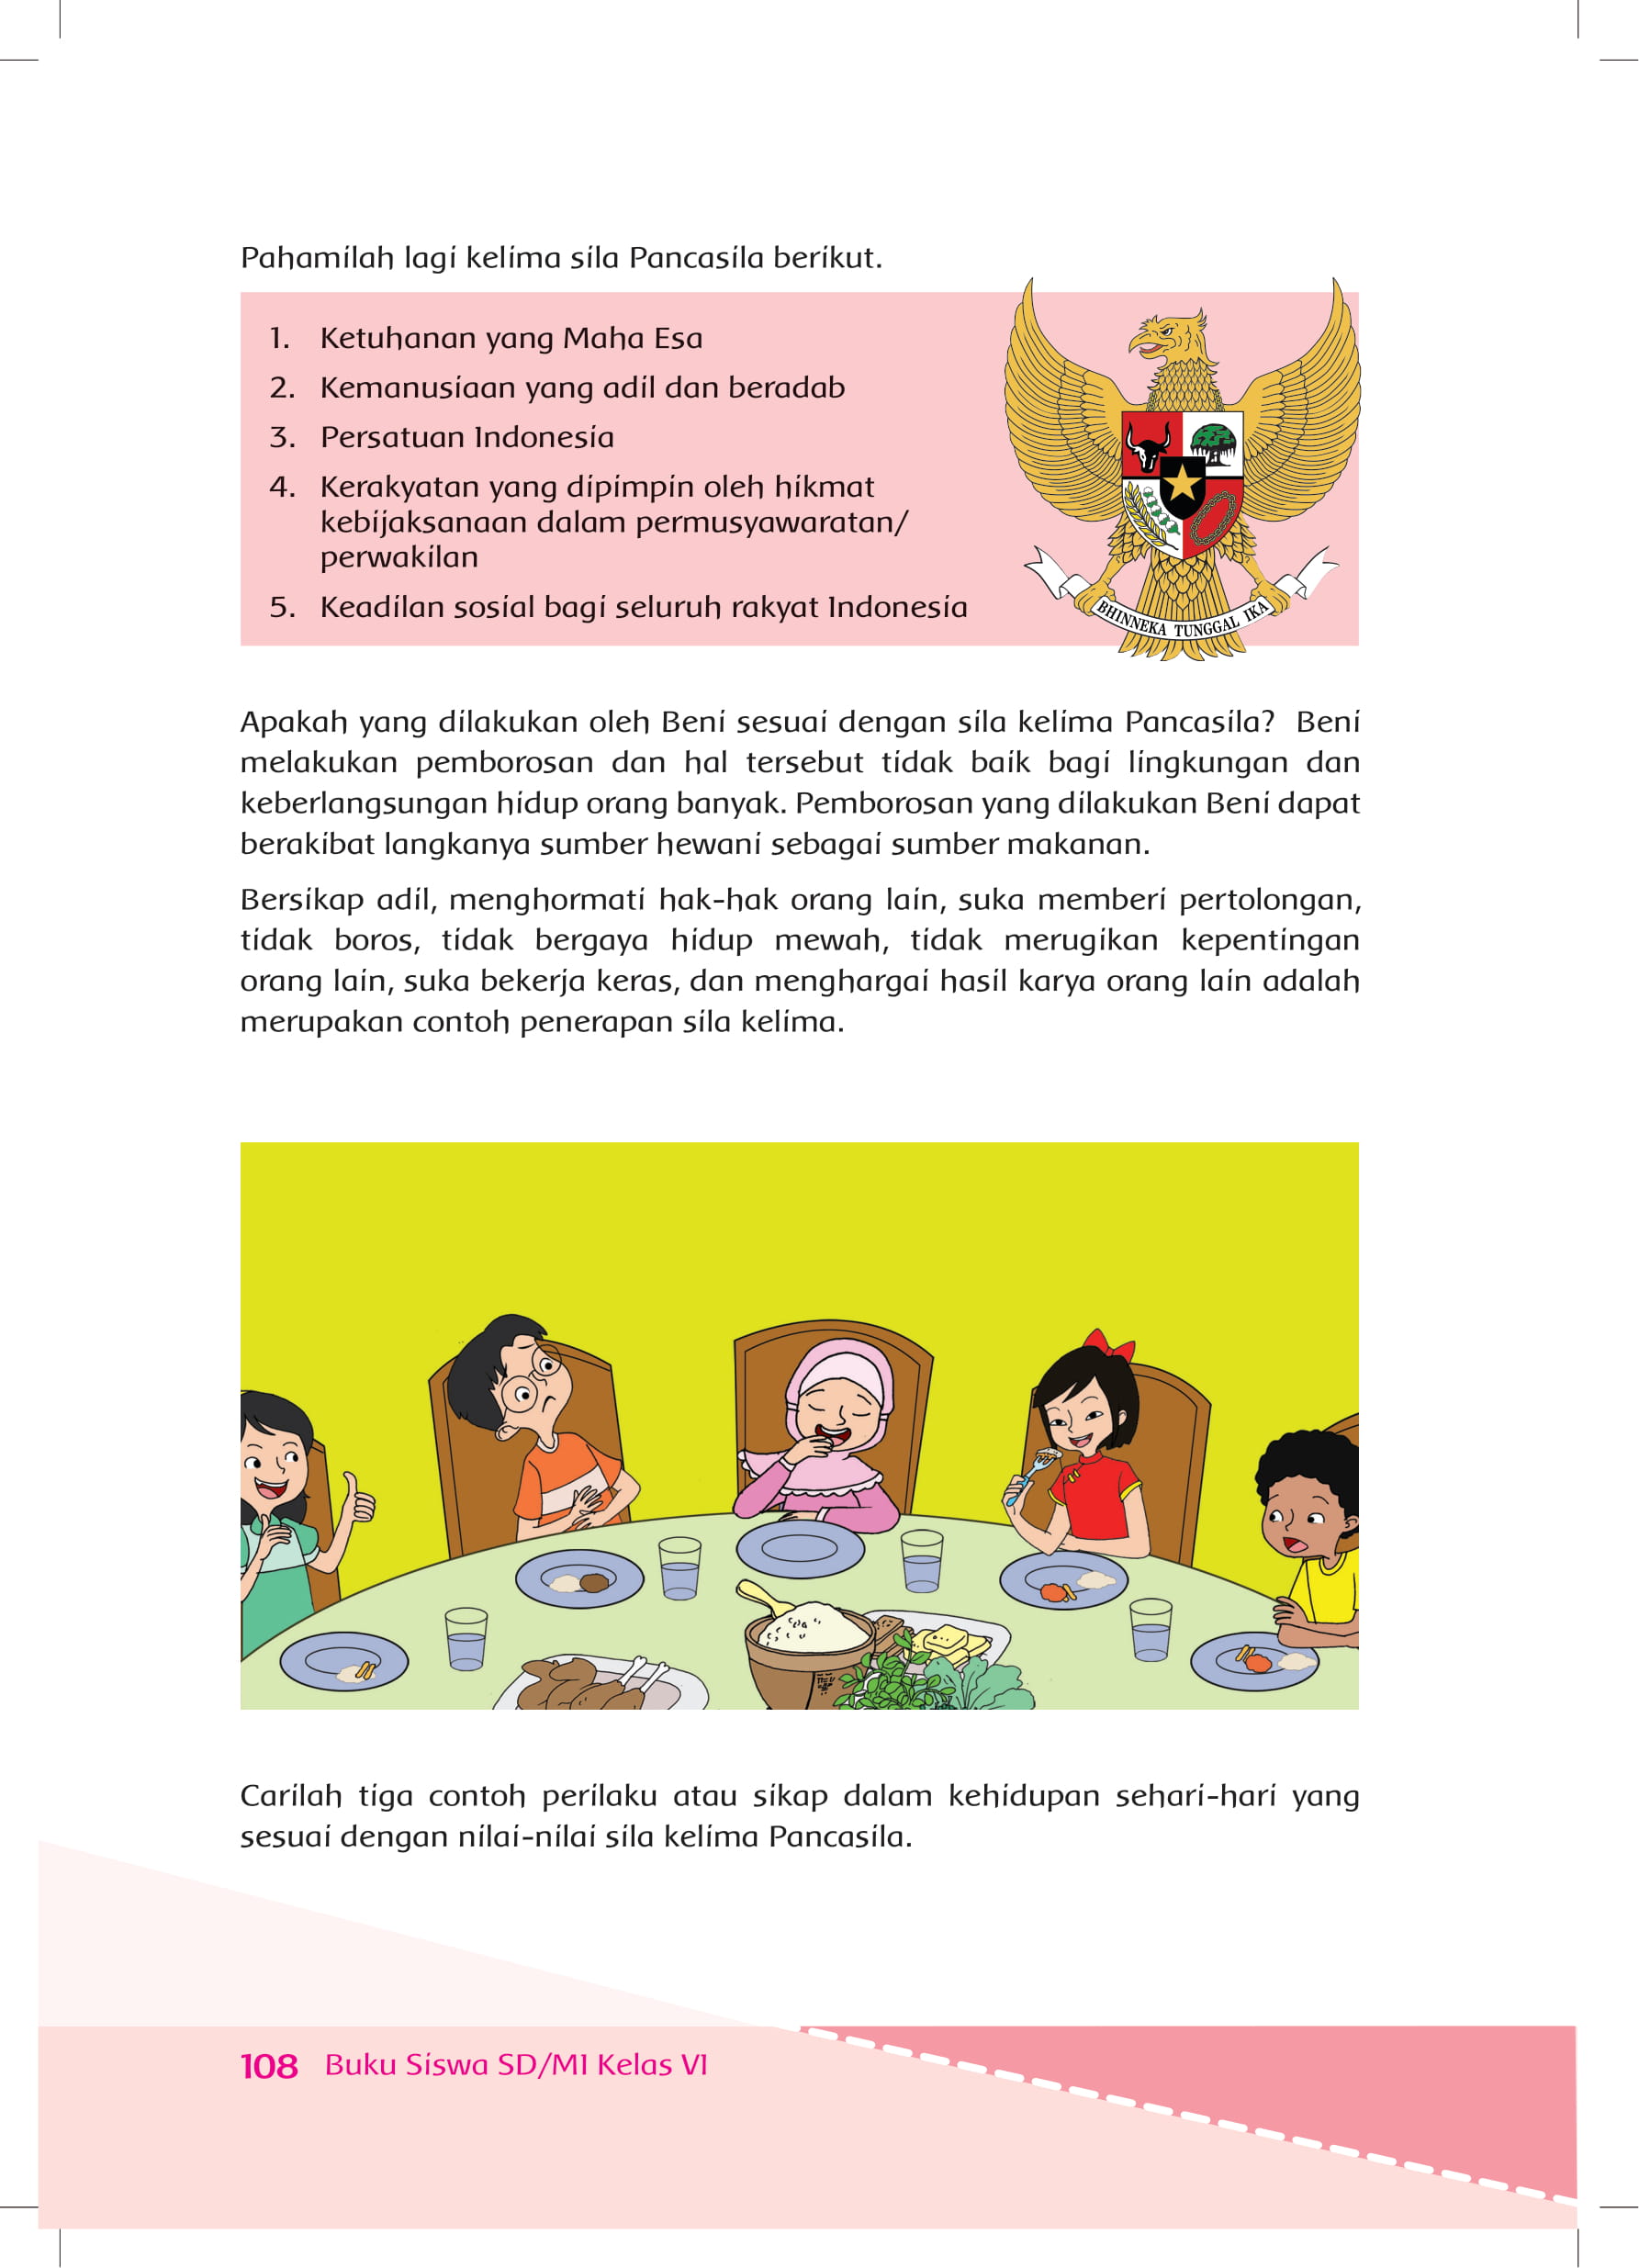 Pahamilah lagi kelima sila Pancasila berikut.
1. Ketuhanan yang Maha Esa
2. Kemanusiaan yang adil dan beradab
3. Persatuan Indonesia
4. Kerakyatan yang dipimpin oleh hikmat
kebijaksanaan dalam permusyawaratan/
perwakilan
5. Keadilan sosial bagi seluruh rakyat Indonesia
BHINNEKA TUNGGAL IKA
Apakah yang dilakukan oleh Beni sesuai dengan sila kelima Pancasila? Beni
melakukan pemborosan dan hal tersebut tidak baik bagi lingkungan dan
keberlangsungan hidup orang banyak. Pemborosan yang dilakukan Beni dapat
berakibat langkanya sumber hewani sebagai sumber makanan.
Bersikap adil, menghormati hak-hak orang lain, suka memberi pertolongan,
tidak boros, tidak bergaya hidup mewah, tidak merugikan kepentingan
orang lain, suka bekerja keras, dan menghargai hasil karya orang lain adalah
merupakan contoh penerapan sila kelima.
Carilah tiga contoh perilaku atau sikap dalam kehidupan sehari-hari yang
sesuai dengan nilai-nilai sila kelima Pancasila.
108 Buku Siswa SD/MI Kelas VI